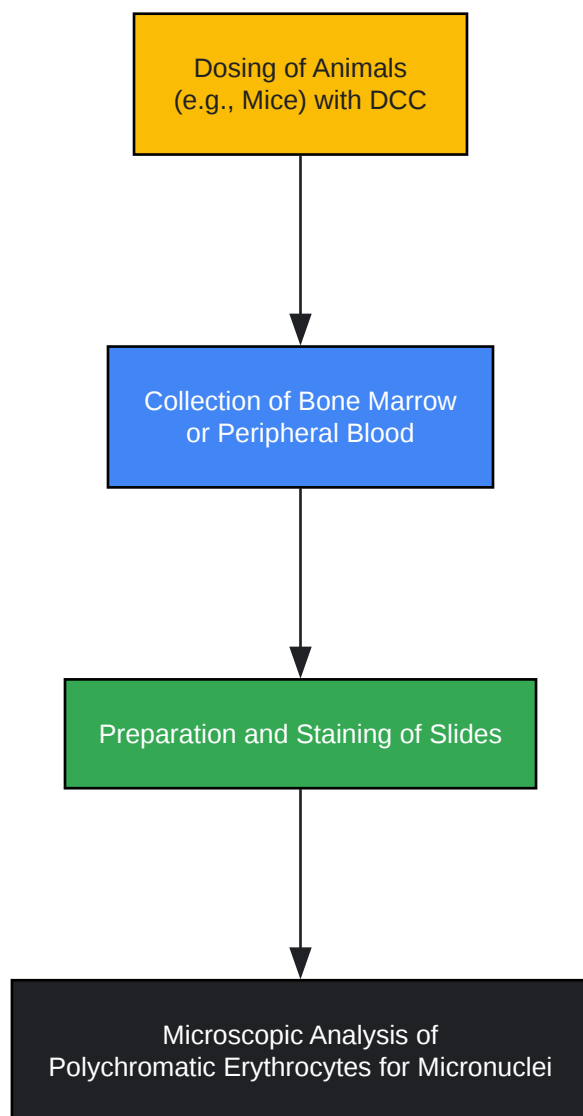 Dosing of Animals
(e.g., Mice) with DCC
Collection of Bone Marrow
or Peripheral Blood
Preparation and Staining of Slides
Microscopic Analysis of
Polychromatic Erythrocytes for Micronuclei